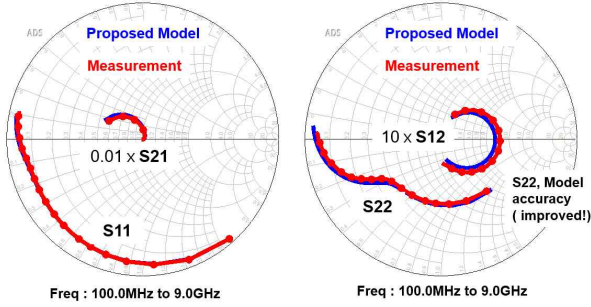 ADS
Proposed Model
Measurement
0.01 x S21
S11
Freq : 100.0MHz to 9.0GHz
ADS
Proposed Model
Measurement
10 x S12
S22
S22, Model
accuracy
( improved!)
Freq : 100.0MHz to 9.0GHz